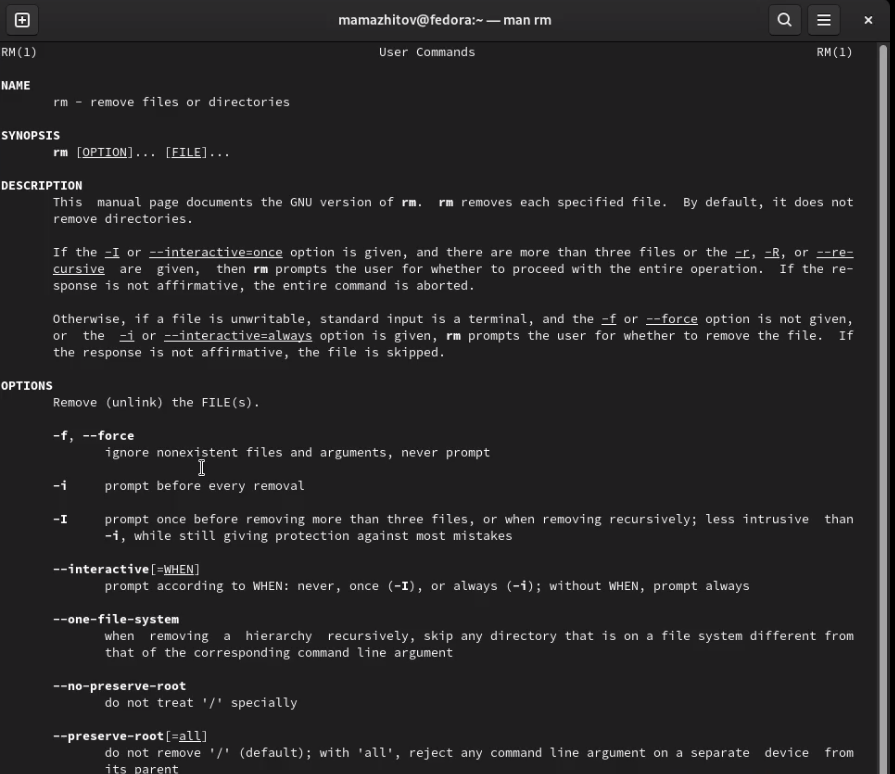 mamazhitov@fedora:~ — man rm
RM(1) User Commands RM(1)
NAME
rm - remove files or directories
SYNOPSIS
rm [OPTION]... [FILE]...
DESCRIPTION
This manual page documents the GNU version of rm. rm removes each specified file. By default, it does not
remove directories.
If the -I or --interactive=once option is given, and there are more than three files or the -r, -R, or --re-
cursive are given, then rm prompts the user for whether to proceed with the entire operation. If the re-
sponse is not affirmative, the entire command is aborted.
Otherwise, if a file is unwritable, standard input is a terminal, and the -f or --force option is not given,
or the -i or --interactive=always option is given, rm prompts the user for whether to remove the file. If
the response is not affirmative, the file is skipped.
OPTIONS
Remove (unlink) the FILE(s).
-f, --force
ignore nonexistent files and arguments, never prompt
-i prompt before every removal
-I prompt once before removing more than three files, or when removing recursively; less intrusive than
-i, while still giving protection against most mistakes
--interactive[=WHEN]
prompt according to WHEN: never, once (-I), or always (-i); without WHEN, prompt always
--one-file-system
when removing a hierarchy recursively, skip any directory that is on a file system different from
that of the corresponding command line argument
--no-preserve-root
do not treat '/' specially
--preserve-root[=all]
do not remove '/' (default); with 'all', reject any command line argument on a separate device from
its parent